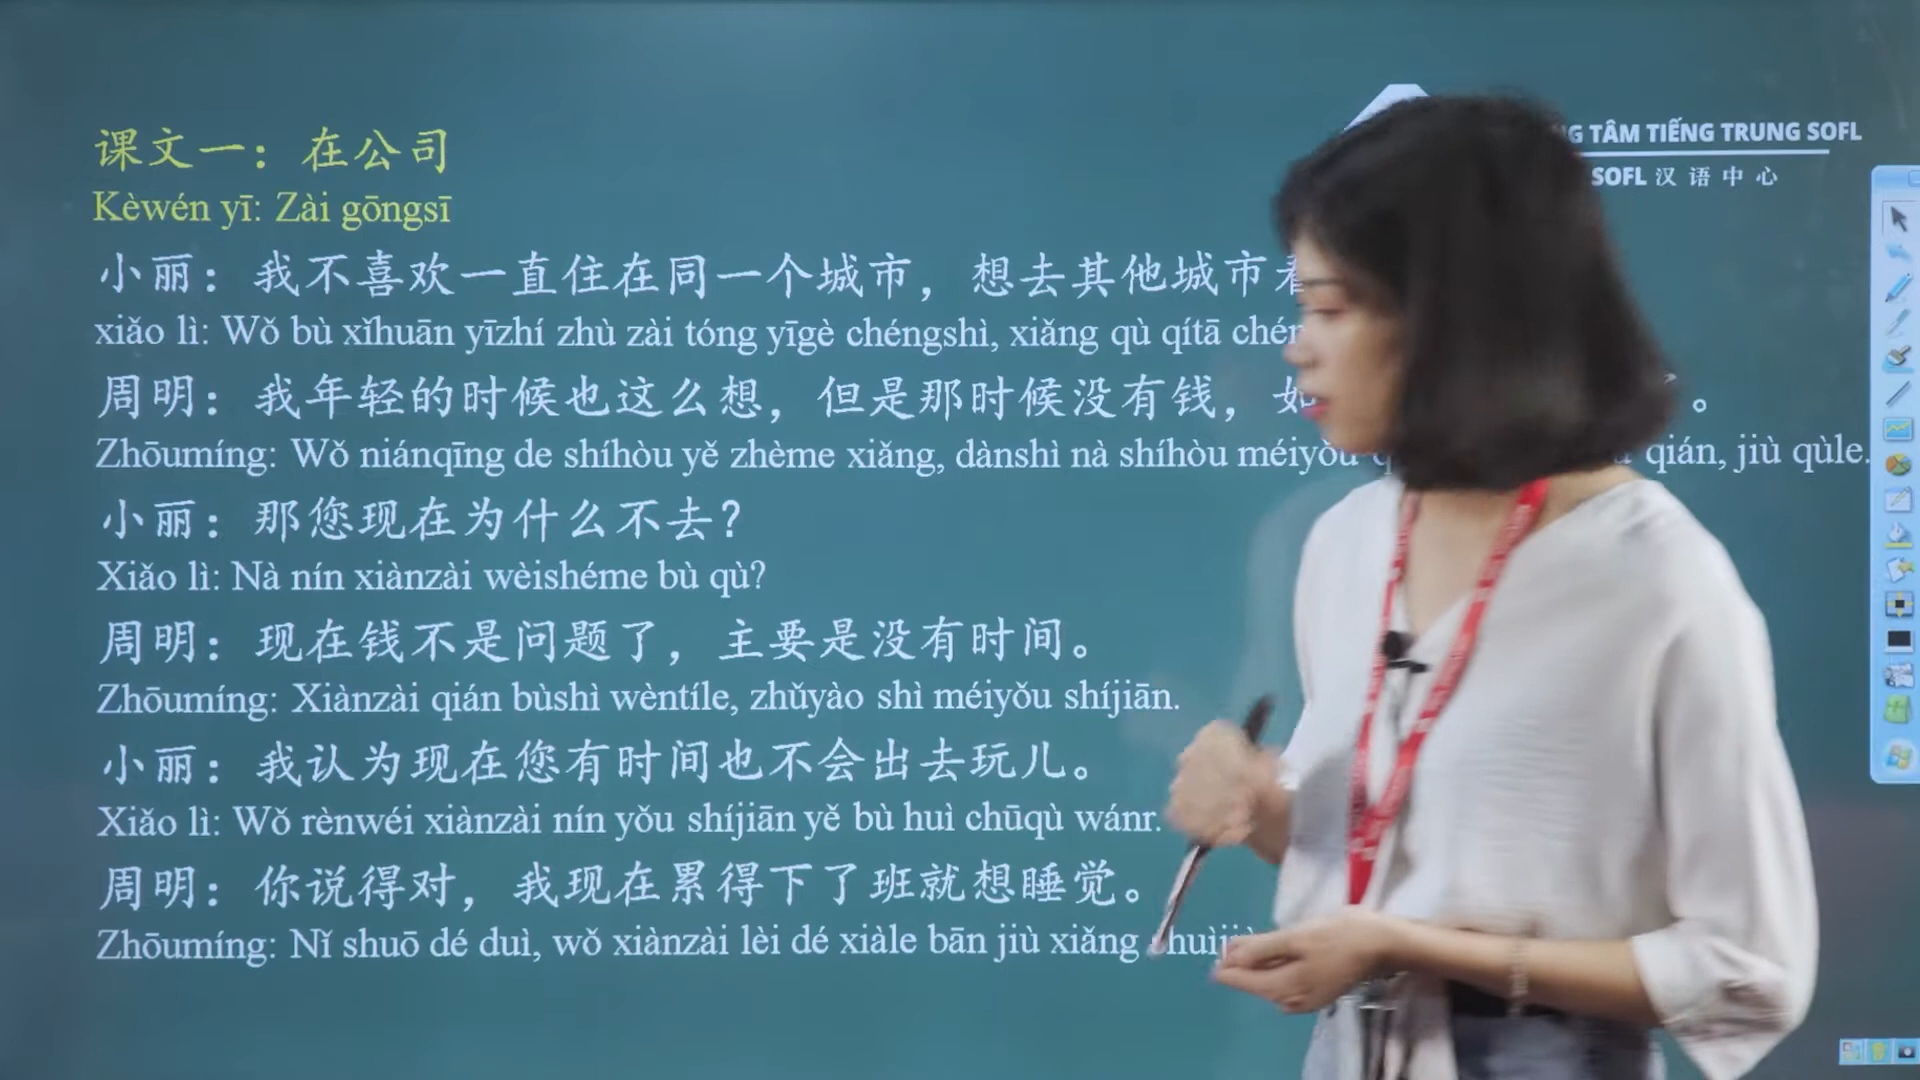 G TÂM TIẾNG TRUNG SOFL
SOFL 汉语中心
课文一：在公司
Kèwén yī: Zài gōngsī
小丽：我不喜欢一直住在同一个城市，想去其他城市看
xiǎo lì: Wǒ bù xǐhuān yīzhí zhù zài tóng yīgè chéngshì, xiǎng qù qítā chén
周明：我年轻的时候也这么想，但是那时候没有钱，如 。
Zhōumíng: Wǒ niánqīng de shíhòu yě zhème xiǎng, dànshì nà shíhòu méiyǒu qián, jiù qùle.
小丽：那您现在为什么不去？
Xiǎo lì: Nà nín xiànzài wèishéme bù qù?
周明：现在钱不是问题了，主要是没有时间。
Zhōumíng: Xiànzài qián bùshì wèntíle, zhǔyào shì méiyǒu shíjiān.
小丽：我认为现在您有时间也不会出去玩儿。
Xiǎo lì: Wǒ rènwéi xiànzài nín yǒu shíjiān yě bù huì chūqù wánr.
周明：你说得对，我现在累得下了班就想睡觉。
Zhōumíng: Nǐ shuō dé duì, wǒ xiànzài lèi dé xiàle bān jiù xiǎng